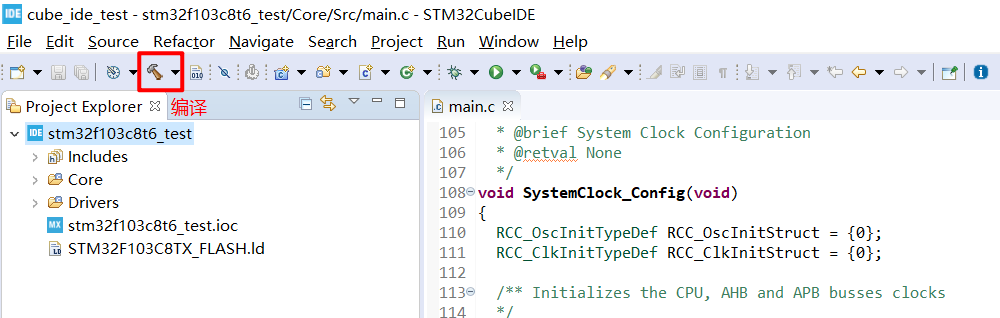 IDE cube_ide_test - stm32f103c8t6_test/Core/Src/main.c - STM32CubeIDE
File Edit Source Refactor Navigate Search Project Run Window Help
010
Project Explorer 编译
IDE stm32f103c8t6_test
Includes
Core
Drivers
MX stm32f103c8t6_test.ioc
STM32F103C8TX_FLASH.ld
main.c
105 * @brief System Clock Configuration
106 * @retval None
107 */
108 void SystemClock_Config(void)
109 {
110 RCC_OscInitTypeDef RCC_OscInitStruct = {0};
111 RCC_ClkInitTypeDef RCC_ClkInitStruct = {0};
112
113 /** Initializes the CPU, AHB and APB busses clocks
114 */